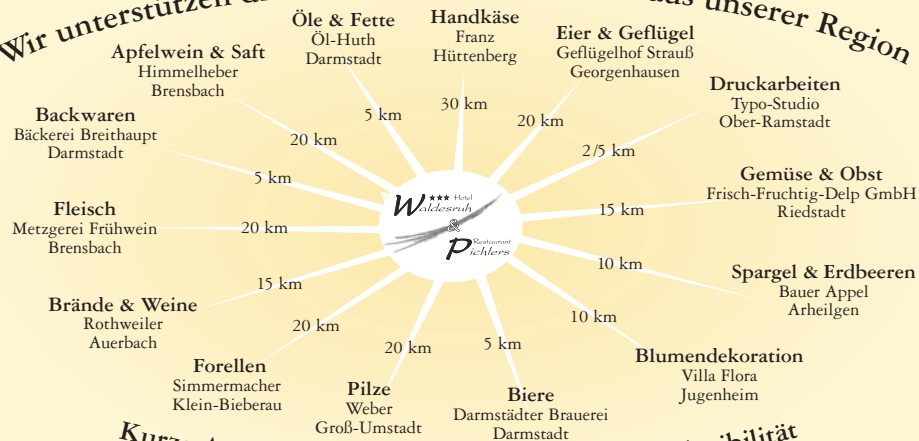 Wir unterstützen
aus unserer Region
Öle & Fette
Öl-Huth
Darmstadt
5 km
Handkäse
Franz
Hüttenberg
30 km
Eier & Geflügel
Geflügelhof Strauß
Georgenhausen
20 km
Druckarbeiten
Typo-Studio
Ober-Ramstadt
2/5 km
Gemüse & Obst
Frisch-Fruchtig-Delp GmbH
Riedstadt
15 km
Spargel & Erdbeeren
Bauer Appel
Arheilgen
10 km
Blumendekoration
Villa Flora
Jugenheim
10 km
Biere
Darmstädter Brauerei
Darmstadt
5 km
Pilze
Weber
Groß-Umstadt
20 km
Forellen
Simmermacher
Klein-Bieberau
20 km
Brände & Weine
Rothweiler
Auerbach
15 km
Fleisch
Metzgerei Frühwein
Brensbach
20 km
Backwaren
Bäckerei Breithaupt
Darmstadt
5 km
Apfelwein & Saft
Himmelheber
Brensbach
20 km
★★★ Hotel
Waldesruh
&
Restaurant
Pichlers